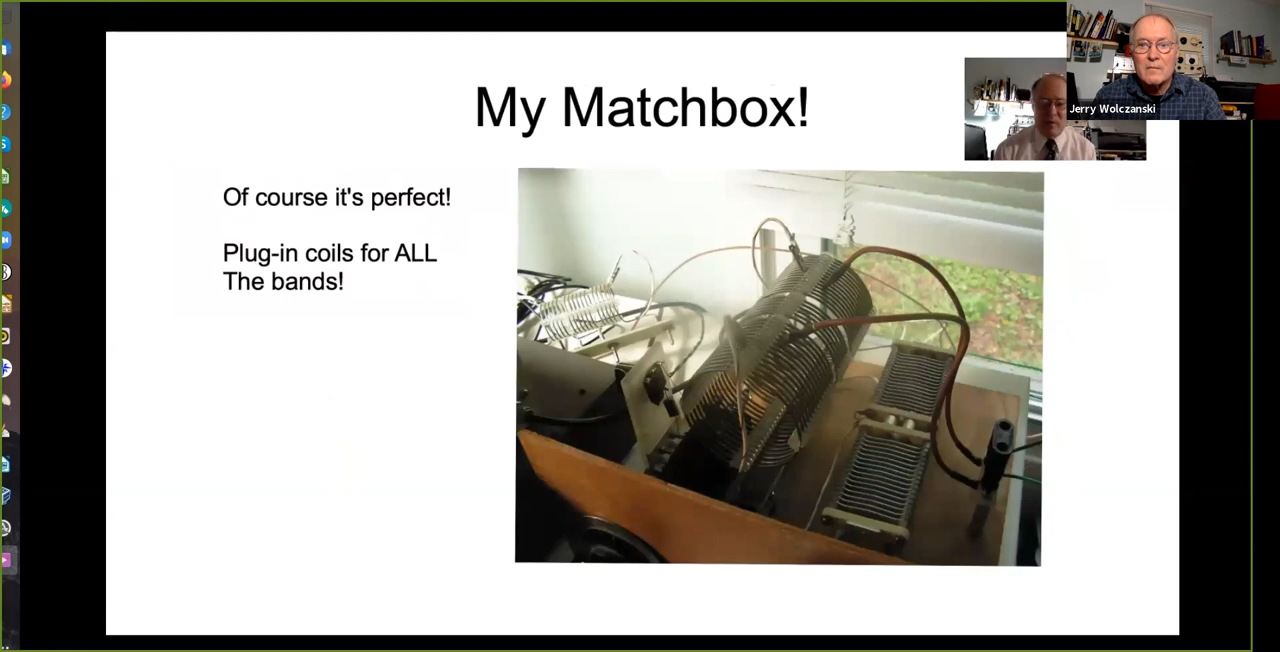 My Matchbox!
Jerry Wolczanski
Of course it's perfect!
Plug-in coils for ALL
The bands!